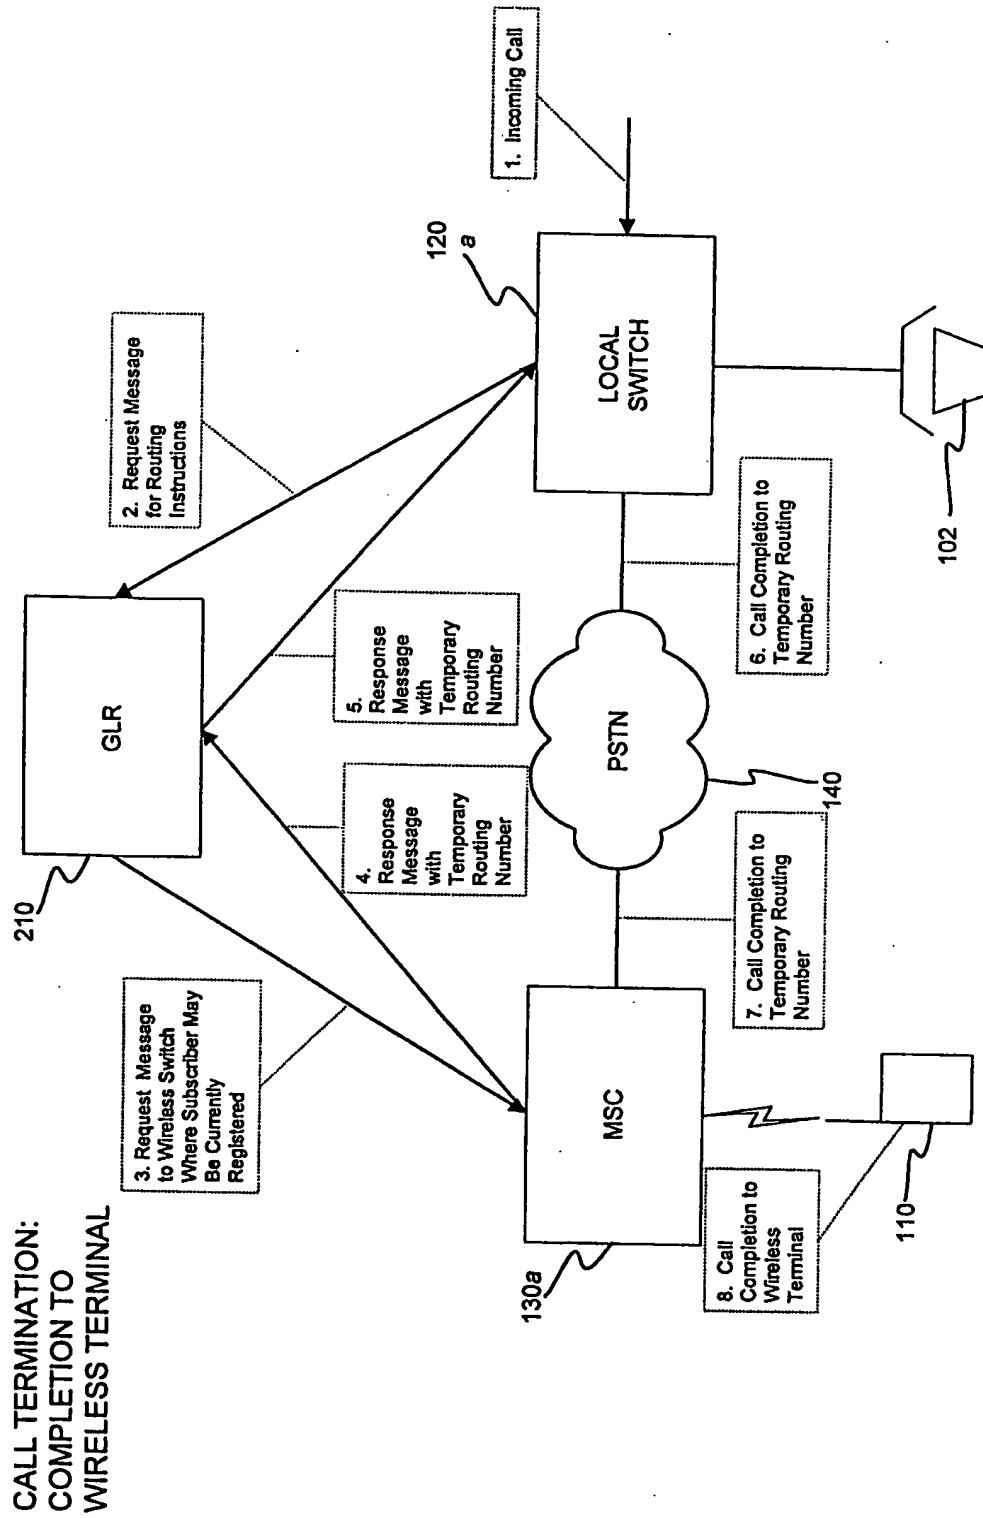 CALL TERMINATION:
COMPLETION TO
WIRELESS TERMINAL
210
GLR
2. Request Message
for Routing
Instructions
3. Request Message
to Wireless Switch
Where Subscriber May
Be Currently
Registered
4.
Response
Message
with
Temporary
Routing
Number
5.
Response
Message
with
Temporary
Routing
Number
120
a
1. Incoming Call
130a
MSC
PSTN
LOCAL
SWITCH
140
8. Call
Completion to
Wireless
Terminal
7. Call Completion to
Temporary Routing
Number
6. Call Completion to
Temporary Routing
Number
110
102